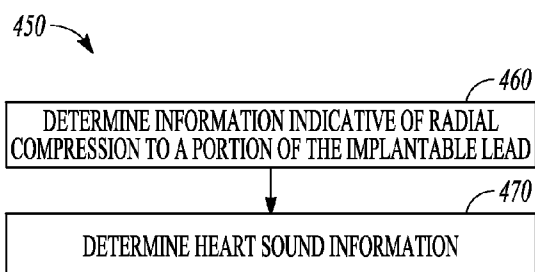 450
460
DETERMINE INFORMATION INDICATIVE OF RADIAL
COMPRESSION TO A PORTION OF THE IMPLANTABLE LEAD
470
DETERMINE HEART SOUND INFORMATION